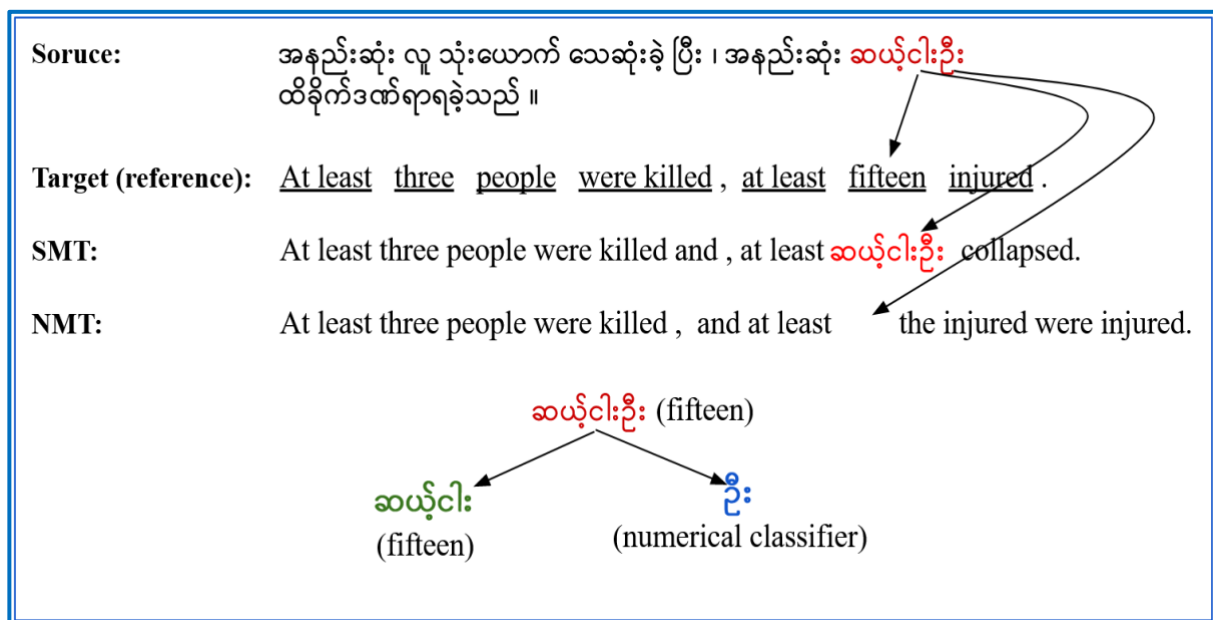 Soruce: အနည်းဆုံး လူ သုံးယောက် သေဆုံးခဲ့ ပြီး ၊ အနည်းဆုံး ဆယ့်ငါးဦး
ထိခိုက်ဒဏ်ရာရခဲ့သည် ။
Target (reference): At least three people were killed , at least fifteen injured .
SMT: At least three people were killed and , at least ဆယ့်ငါးဦး collapsed.
NMT: At least three people were killed , and at least the injured were injured.
ဆယ့်ငါးဦး (fifteen)
ဆယ့်ငါး ဦး
(fifteen) (numerical classifier)